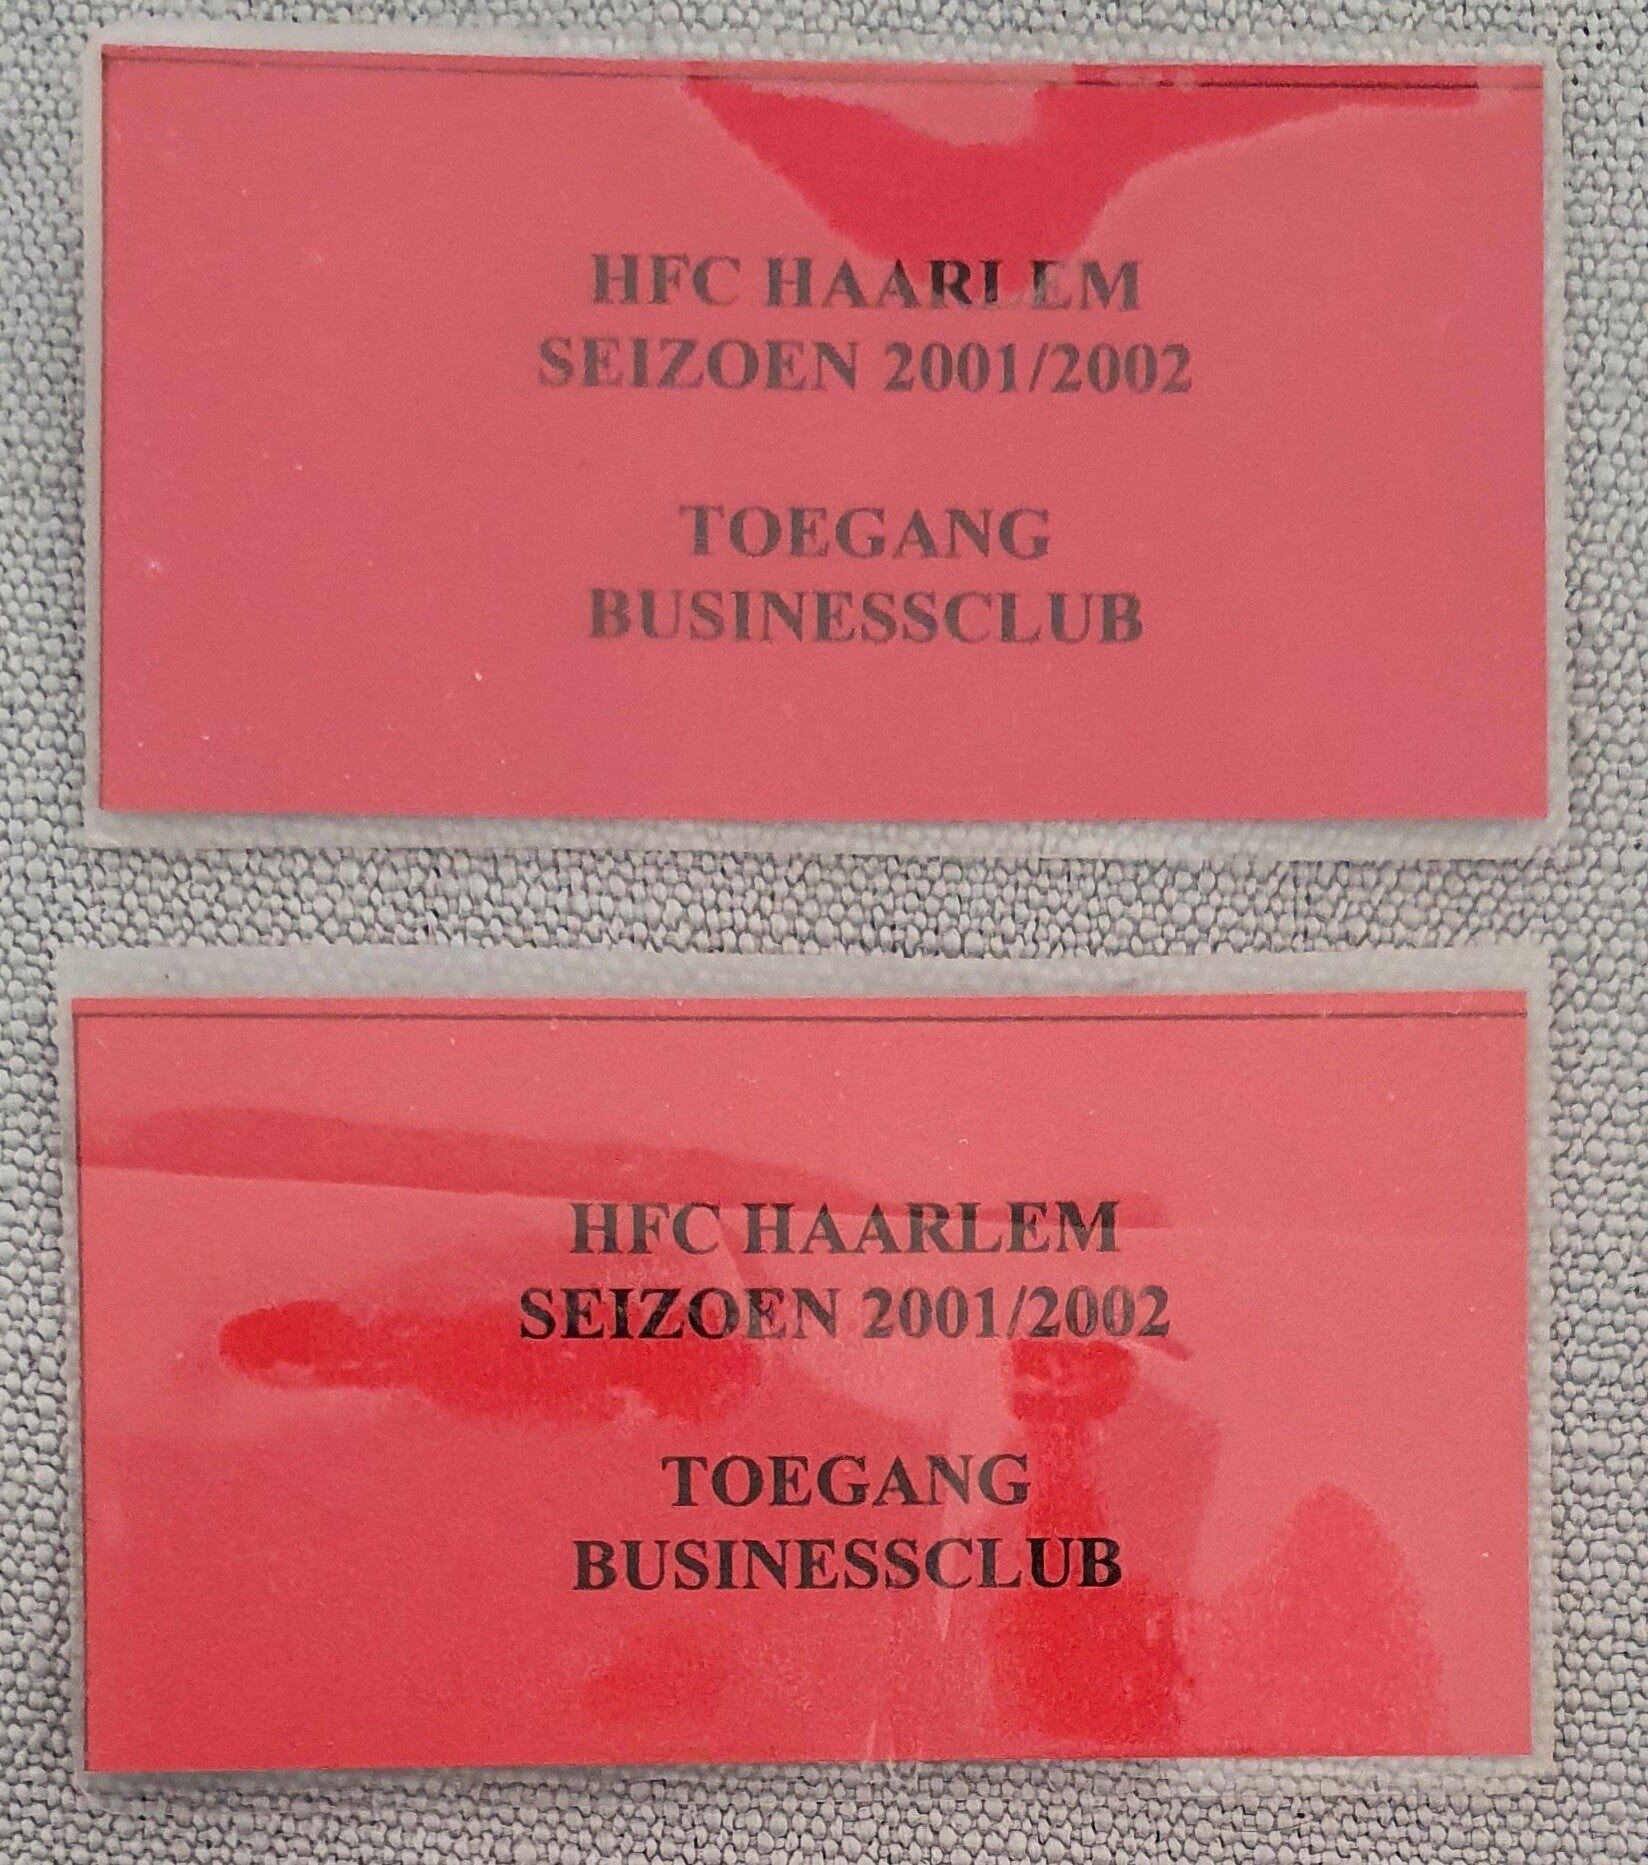 HFC HAARLEM
SEIZOEN 2001/2002
TOEGANG
BUSINESSCLUB
HFC HAARLEM
SEIZOEN 2001/2002
TOEGANG
BUSINESSCLUB